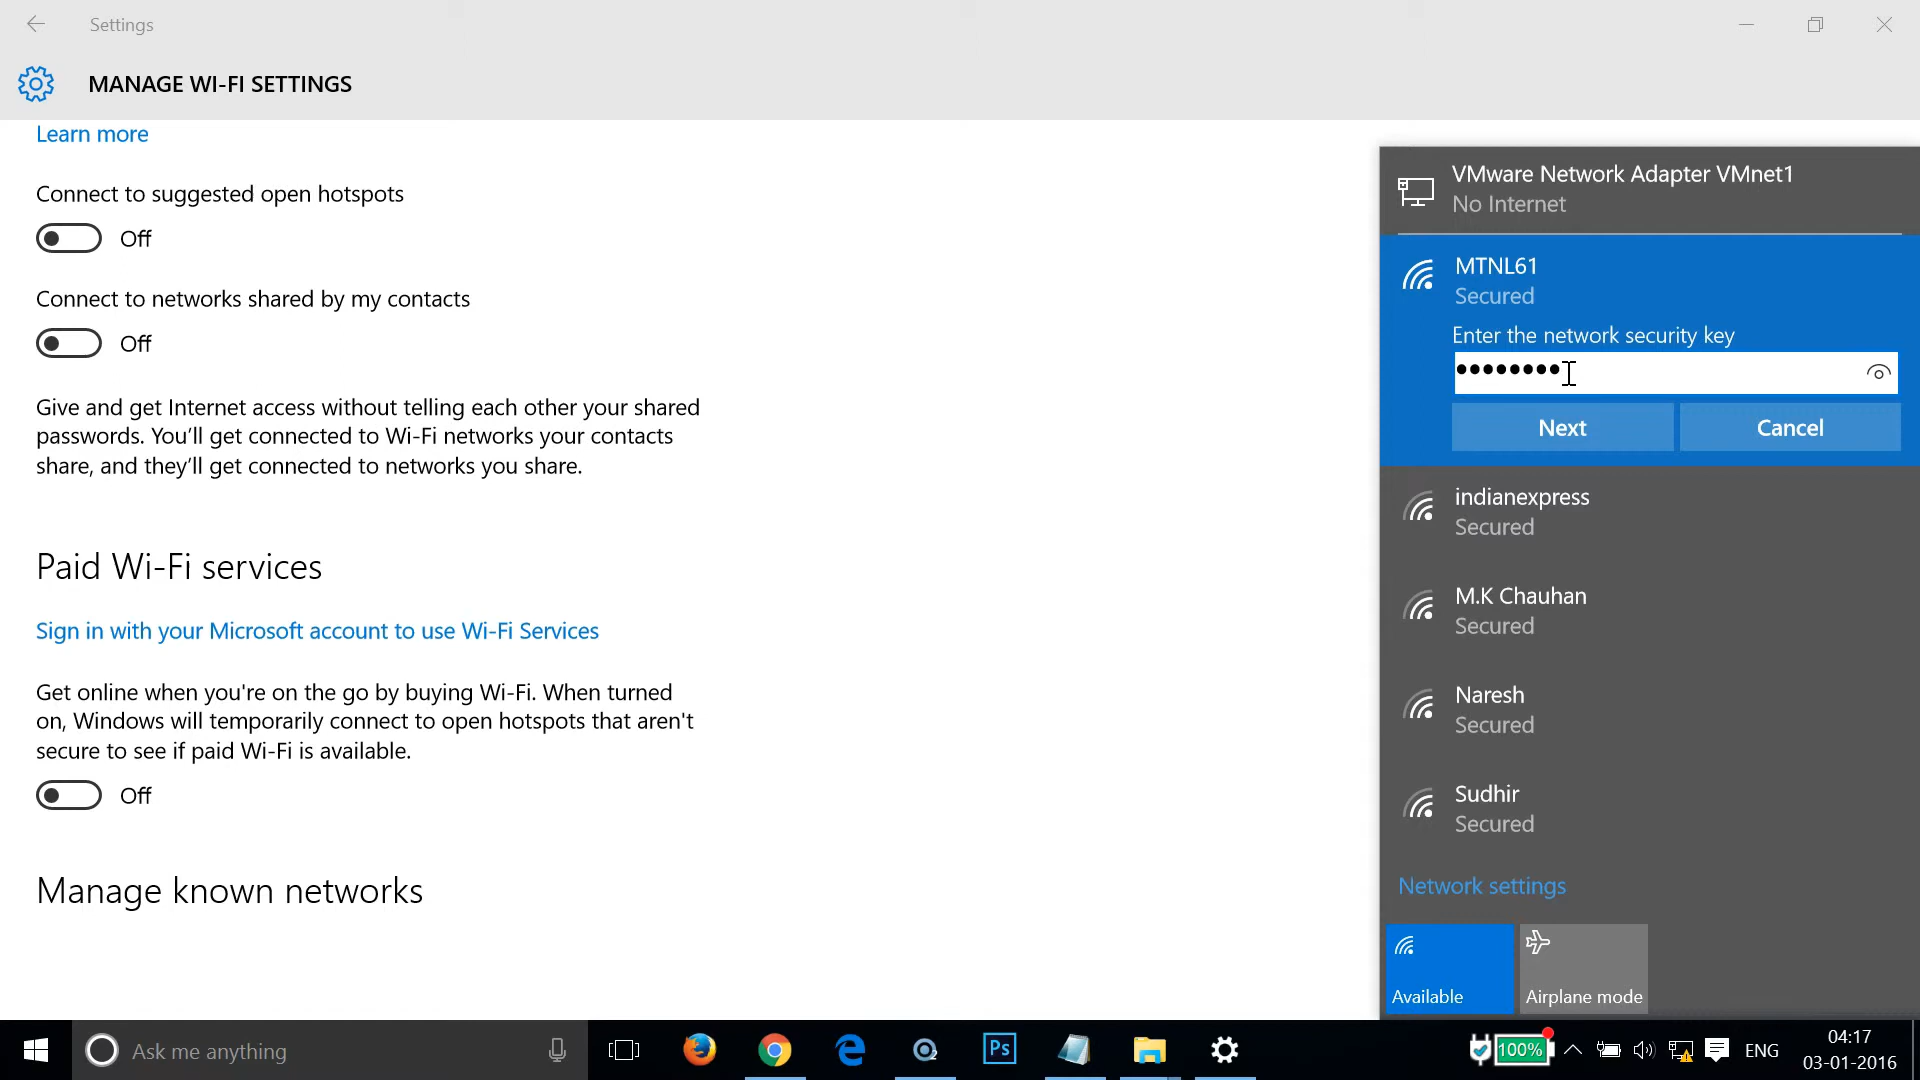 Settings
MANAGE WI-FI SETTINGS
Learn more
Connect to suggested open hotspots
Off
Connect to networks shared by my contacts
Off
Give and get Internet access without telling each other your shared
passwords. You’ll get connected to Wi-Fi networks your contacts
share, and they’ll get connected to networks you share.
Paid Wi-Fi services
Sign in with your Microsoft account to use Wi-Fi Services
Get online when you're on the go by buying Wi-Fi. When turned
on, Windows will temporarily connect to open hotspots that aren't
secure to see if paid Wi-Fi is available.
Off
Manage known networks
VMware Network Adapter VMnet1
No Internet
MTNL61
Secured
Enter the network security key
••••••••
Next Cancel
indianexpress
Secured
M.K Chauhan
Secured
Naresh
Secured
Sudhir
Secured
Network settings
Available Airplane mode
Ask me anything
Ps
100%
ENG
04:17
03-01-2016